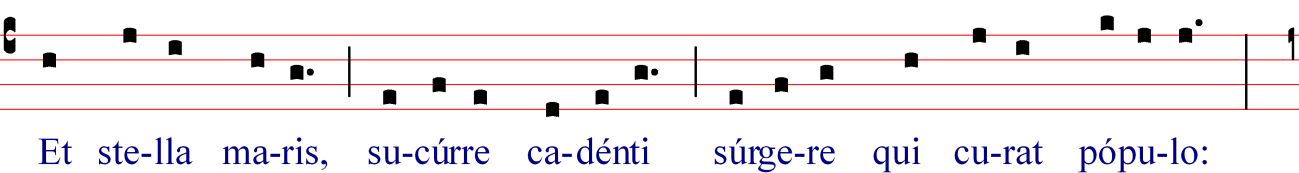 Et ste-lla ma-ris, su-cúrre ca-dénti súrge-re qui cu-rat pópu-lo: